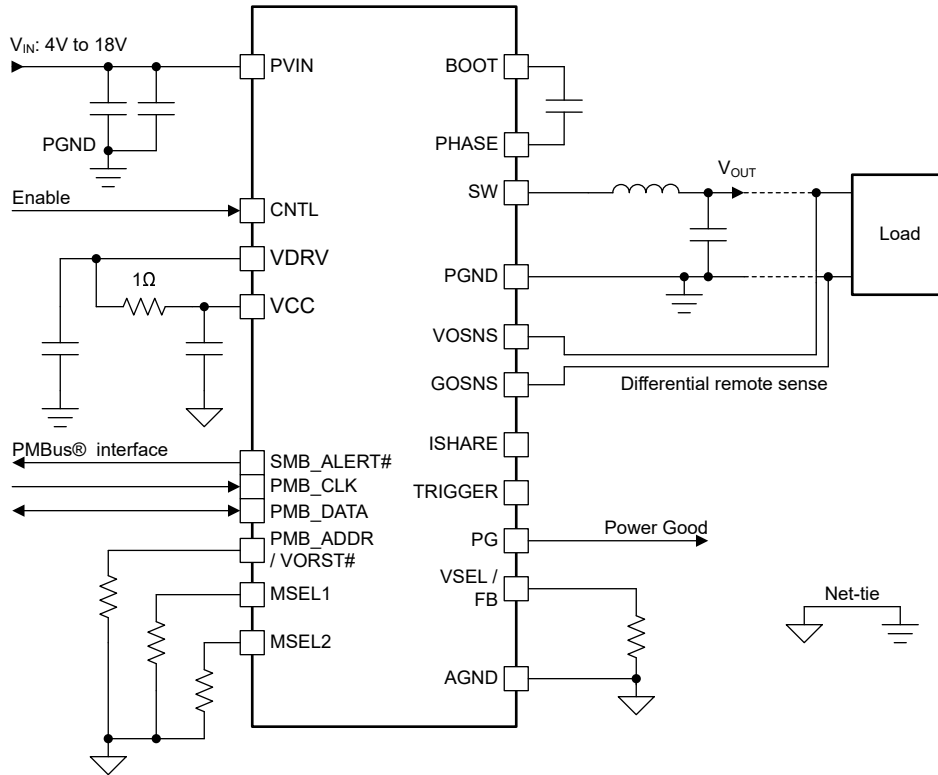 V_IN: 4V to 18V
PVIN
PGND
Enable
CNTL
VDRV
1Ω
VCC
PMBus® interface
SMB_ALERT#
PMB_CLK
PMB_DATA
PMB_ADDR
/ VORST#
MSEL1
MSEL2
BOOT
PHASE
SW
V_OUT
Load
PGND
VOSNS
GOSNS
Differential remote sense
ISHARE
TRIGGER
PG
Power Good
VSEL /
FB
AGND
Net-tie